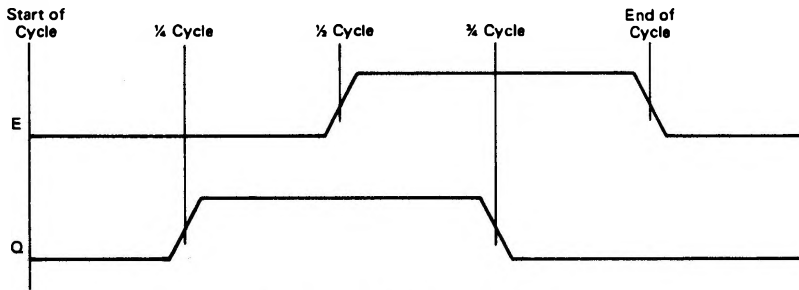 Start of
Cycle
¼ Cycle
½ Cycle
¾ Cycle
End of
Cycle
E
Q